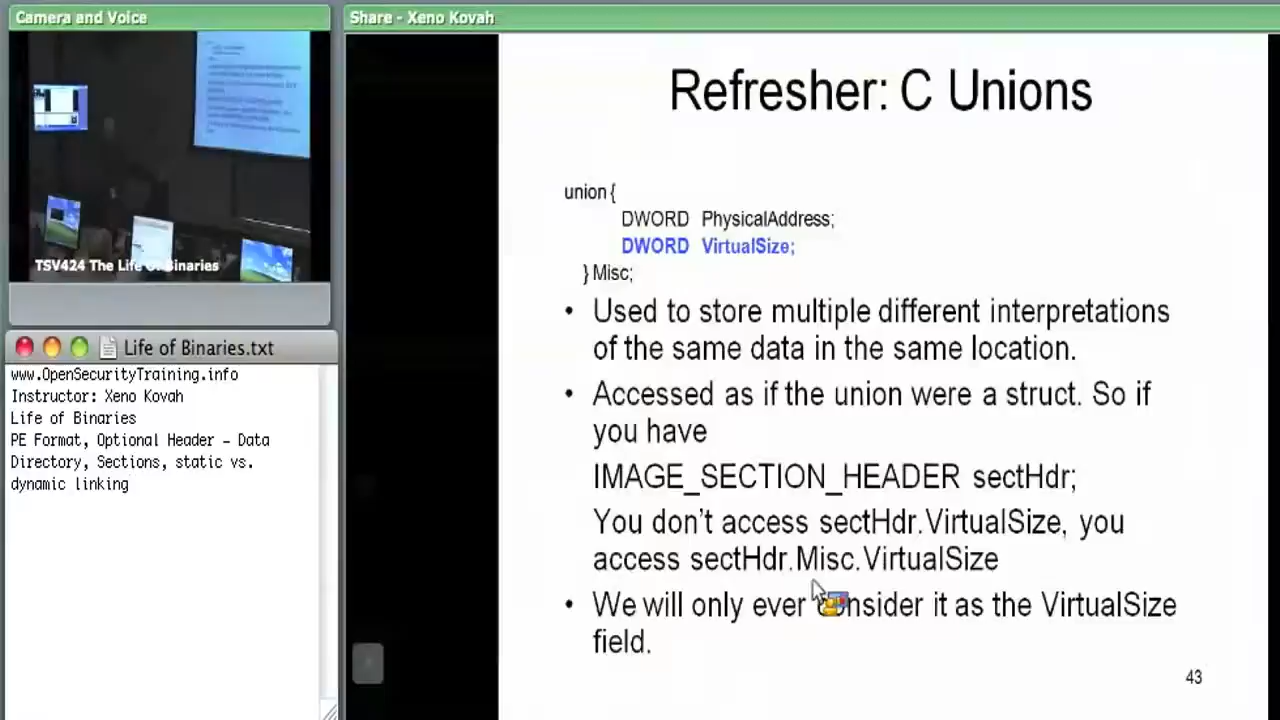 Camera and Voice
TSV424 The Life Of Binaries
Life of Binaries.txt
www.OpenSecurityTraining.info
Instructor: Xeno Kovah
Life of Binaries
PE Format, Optional Header - Data
Directory, Sections, static vs.
dynamic linking
Share - Xeno Kovah
Refresher: C Unions
union {
DWORD PhysicalAddress;
DWORD VirtualSize;
} Misc;
• Used to store multiple different interpretations
of the same data in the same location.
• Accessed as if the union were a struct. So if
you have
IMAGE_SECTION_HEADER sectHdr;
You don't access sectHdr.VirtualSize, you
access sectHdr.Misc.VirtualSize
• We will only ever consider it as the VirtualSize
field.
43